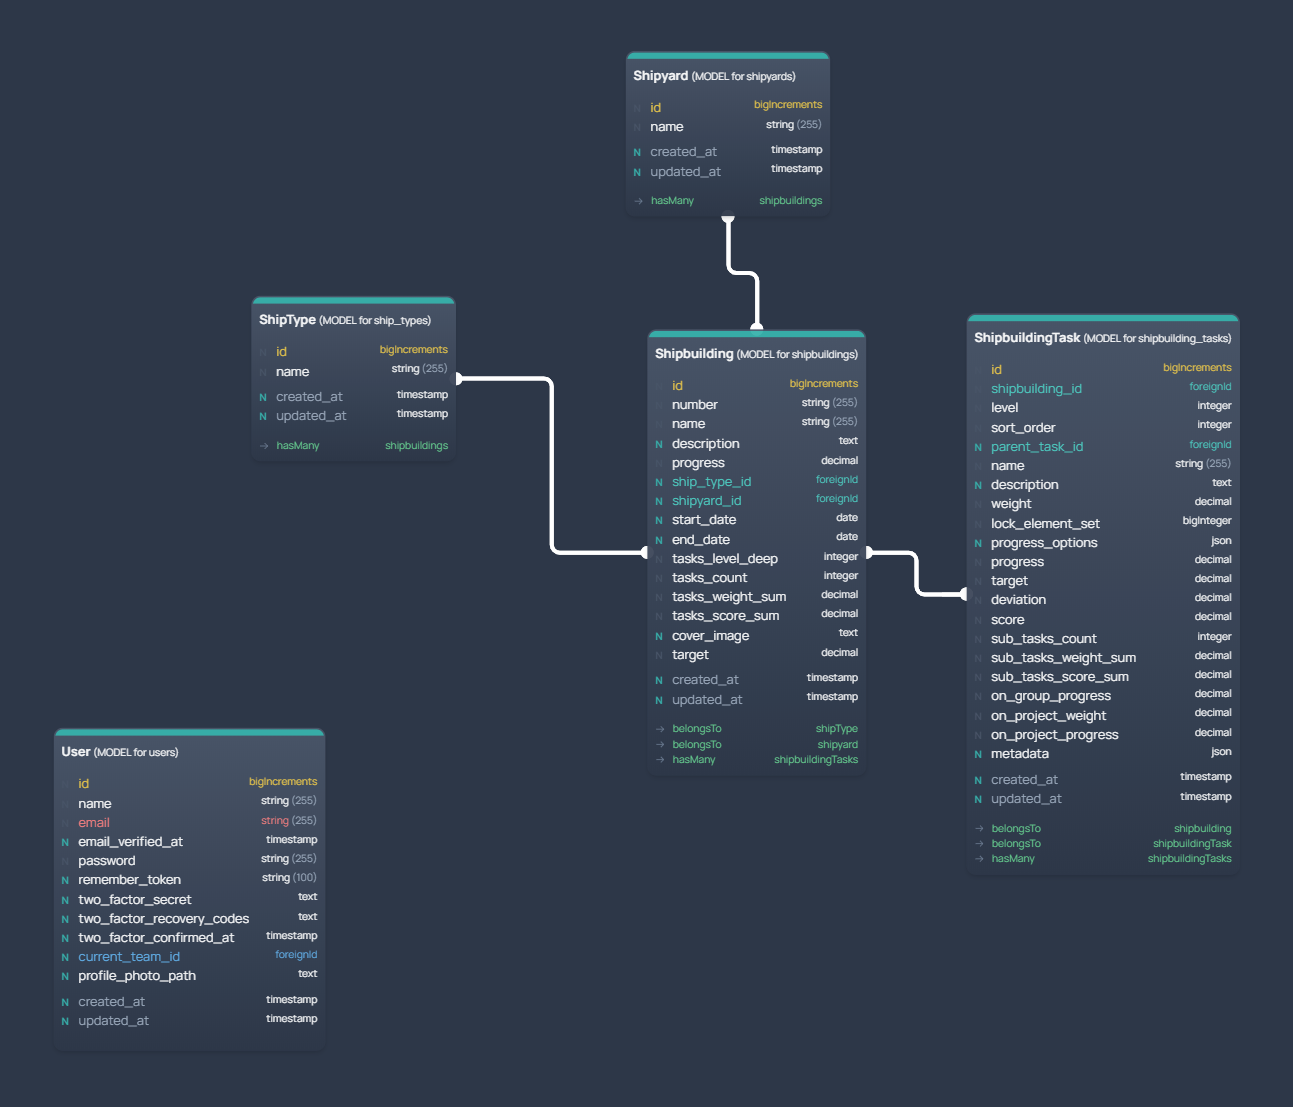 Shipyard (MODEL for shipyards)
N id bigIncrements
N name string (255)
N created_at timestamp
N updated_at timestamp
→ hasMany shipbuildings
ShipType (MODEL for ship_types)
N id bigIncrements
N name string (255)
N created_at timestamp
N updated_at timestamp
→ hasMany shipbuildings
Shipbuilding (MODEL for shipbuildings)
N id bigIncrements
N number string (255)
N name string (255)
N description text
N progress decimal
N ship_type_id foreignId
N shipyard_id foreignId
N start_date date
N end_date date
N tasks_level_deep integer
N tasks_count integer
N tasks_weight_sum decimal
N tasks_score_sum decimal
N cover_image text
N target decimal
N created_at timestamp
N updated_at timestamp
→ belongsTo shipType
→ belongsTo shipyard
→ hasMany shipbuildingTasks
ShipbuildingTask (MODEL for shipbuilding_tasks)
N id bigIncrements
N shipbuilding_id foreignId
N level integer
N sort_order integer
N parent_task_id foreignId
N name string (255)
N description text
N weight decimal
N lock_element_set bigInteger
N progress_options json
N progress decimal
N target decimal
N deviation decimal
N score decimal
N sub_tasks_count integer
N sub_tasks_weight_sum decimal
N sub_tasks_score_sum decimal
N on_group_progress decimal
N on_project_weight decimal
N on_project_progress decimal
N metadata json
N created_at timestamp
N updated_at timestamp
→ belongsTo shipbuilding
→ belongsTo shipbuildingTask
→ hasMany shipbuildingTasks
User (MODEL for users)
N id bigIncrements
N name string (255)
N email string (255)
N email_verified_at timestamp
N password string (255)
N remember_token string (100)
N two_factor_secret text
N two_factor_recovery_codes text
N two_factor_confirmed_at timestamp
N current_team_id foreignId
N profile_photo_path text
N created_at timestamp
N updated_at timestamp